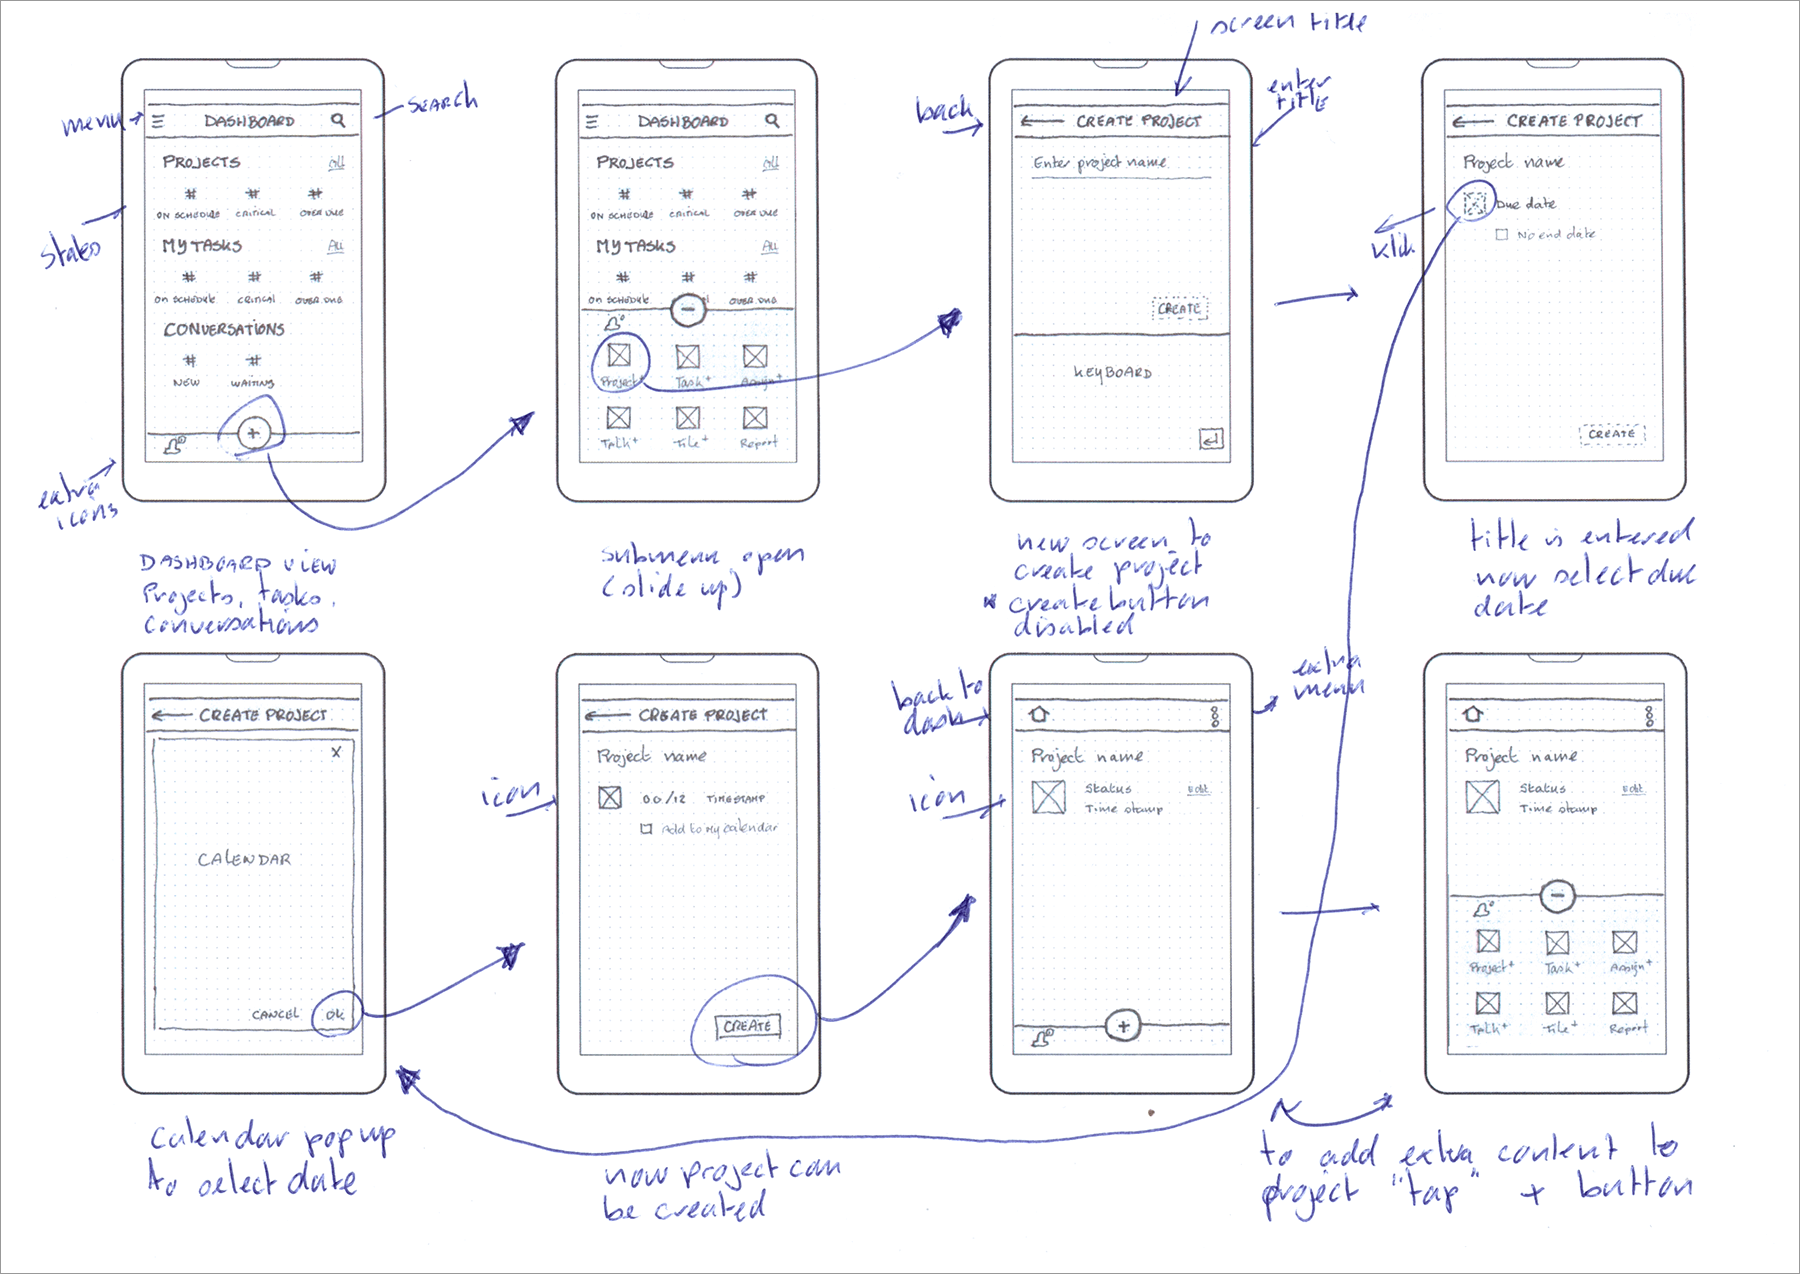 screen title
menu
SEARCH
back
enter
title
DASHBOARD
PROJECTS
All
# # #
ON SCHEDULE CRITICAL OVER DUE
MY TASKS
All
# # #
ON SCHEDULE CRITICAL OVER DUE
CONVERSATIONS
# #
NEW WAITING
+
states
extra
icons
DASHBOARD VIEW
Projects, tasks,
conversations
DASHBOARD
PROJECTS
All
# # #
ON SCHEDULE CRITICAL OVER DUE
MY TASKS
All
# # #
ON SCHEDULE OVER DUE
-
Project+ Task+ Assign+
Talk+ File+ Report
submenu open
(slide up)
CREATE PROJECT
Enter project name
CREATE
KEYBOARD
new screen to
create project
* create button
disabled
CREATE PROJECT
Project name
Due date
No end date
CREATE
klik
title is entered
now select due
date
CREATE PROJECT
X
CALENDAR
CANCEL OK
Calendar pop up
to select date
CREATE PROJECT
Project name
00/12 TIMESTAMP
Add to my calendar
CREATE
icon
now project can
be created
back to
dash
extra
menu
icon
Project name
Status Edit
Time stamp
+
Project name
Status Edit
Time stamp
-
Project+ Task+ Assign+
Talk+ File+ Report
to add extra content to
project "tap" + button